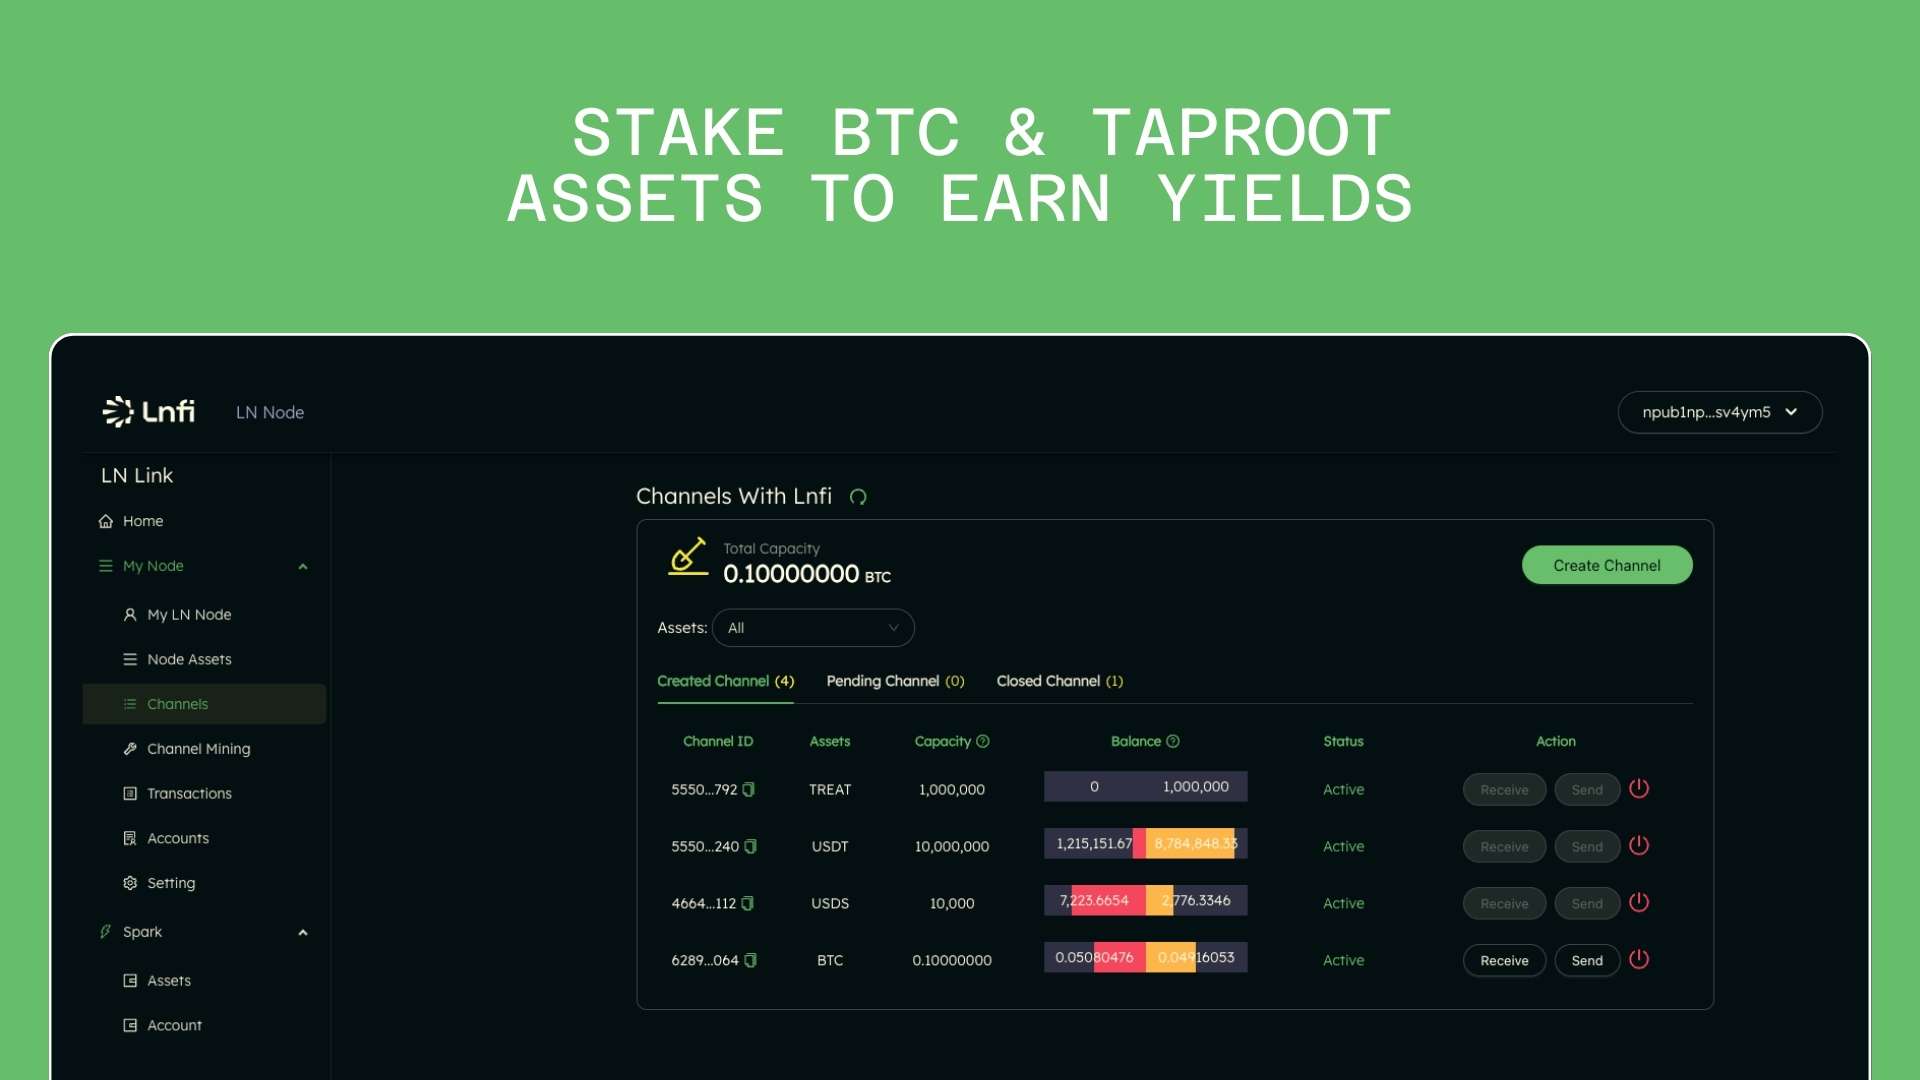 STAKE BTC & TAPROOT
ASSETS TO EARN YIELDS
Lnfi LN Node npub1np...sv4ym5
LN Link
Home
My Node
My LN Node
Node Assets
Channels
Channel Mining
Transactions
Accounts
Setting
Spark
Assets
Account
Channels With Lnfi
Total Capacity
0.10000000 BTC
Create Channel
Assets: All
Created Channel (4) Pending Channel (0) Closed Channel (1)
Channel ID Assets Capacity Balance Status Action
5550...792 TREAT 1,000,000 0 1,000,000 Active Receive Send
5550...240 USDT 10,000,000 1,215,151.67 8,784,848.33 Active Receive Send
4664...112 USDS 10,000 7,223.6654 2,776.3346 Active Receive Send
6289...064 BTC 0.10000000 0.05080476 0.04916053 Active Receive Send